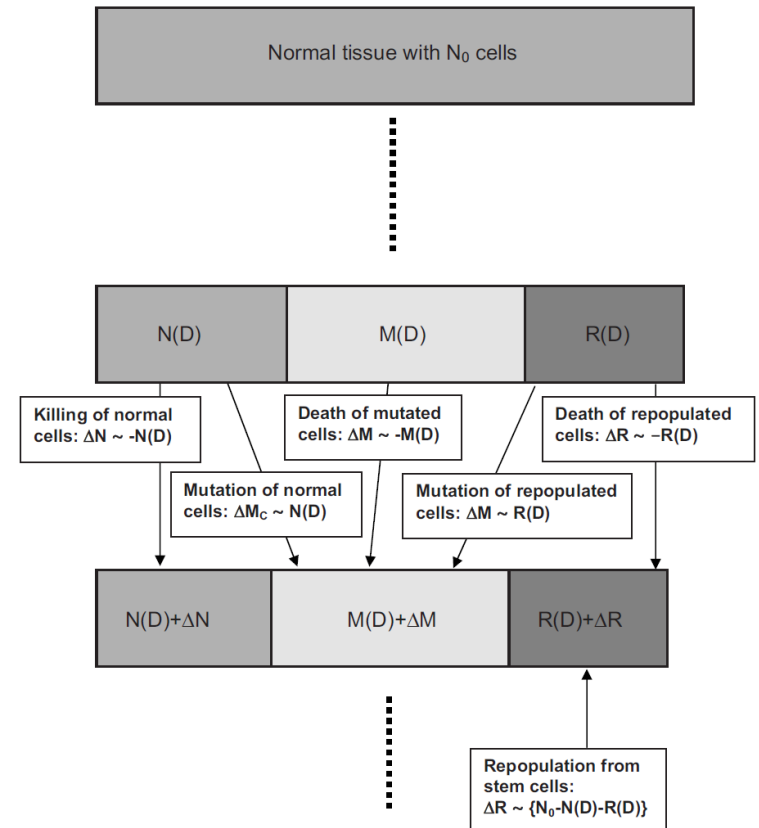 Normal tissue with N₀ cells
N(D)
M(D)
R(D)
Killing of normal
cells: ΔN ~ -N(D)
Death of mutated
cells: ΔM ~ -M(D)
Death of repopulated
cells: ΔR ~ –R(D)
Mutation of normal
cells: ΔM_C ~ N(D)
Mutation of repopulated
cells: ΔM ~ R(D)
N(D)+ΔN
M(D)+ΔM
R(D)+ΔR
Repopulation from
stem cells:
ΔR ~ {N₀-N(D)-R(D)}